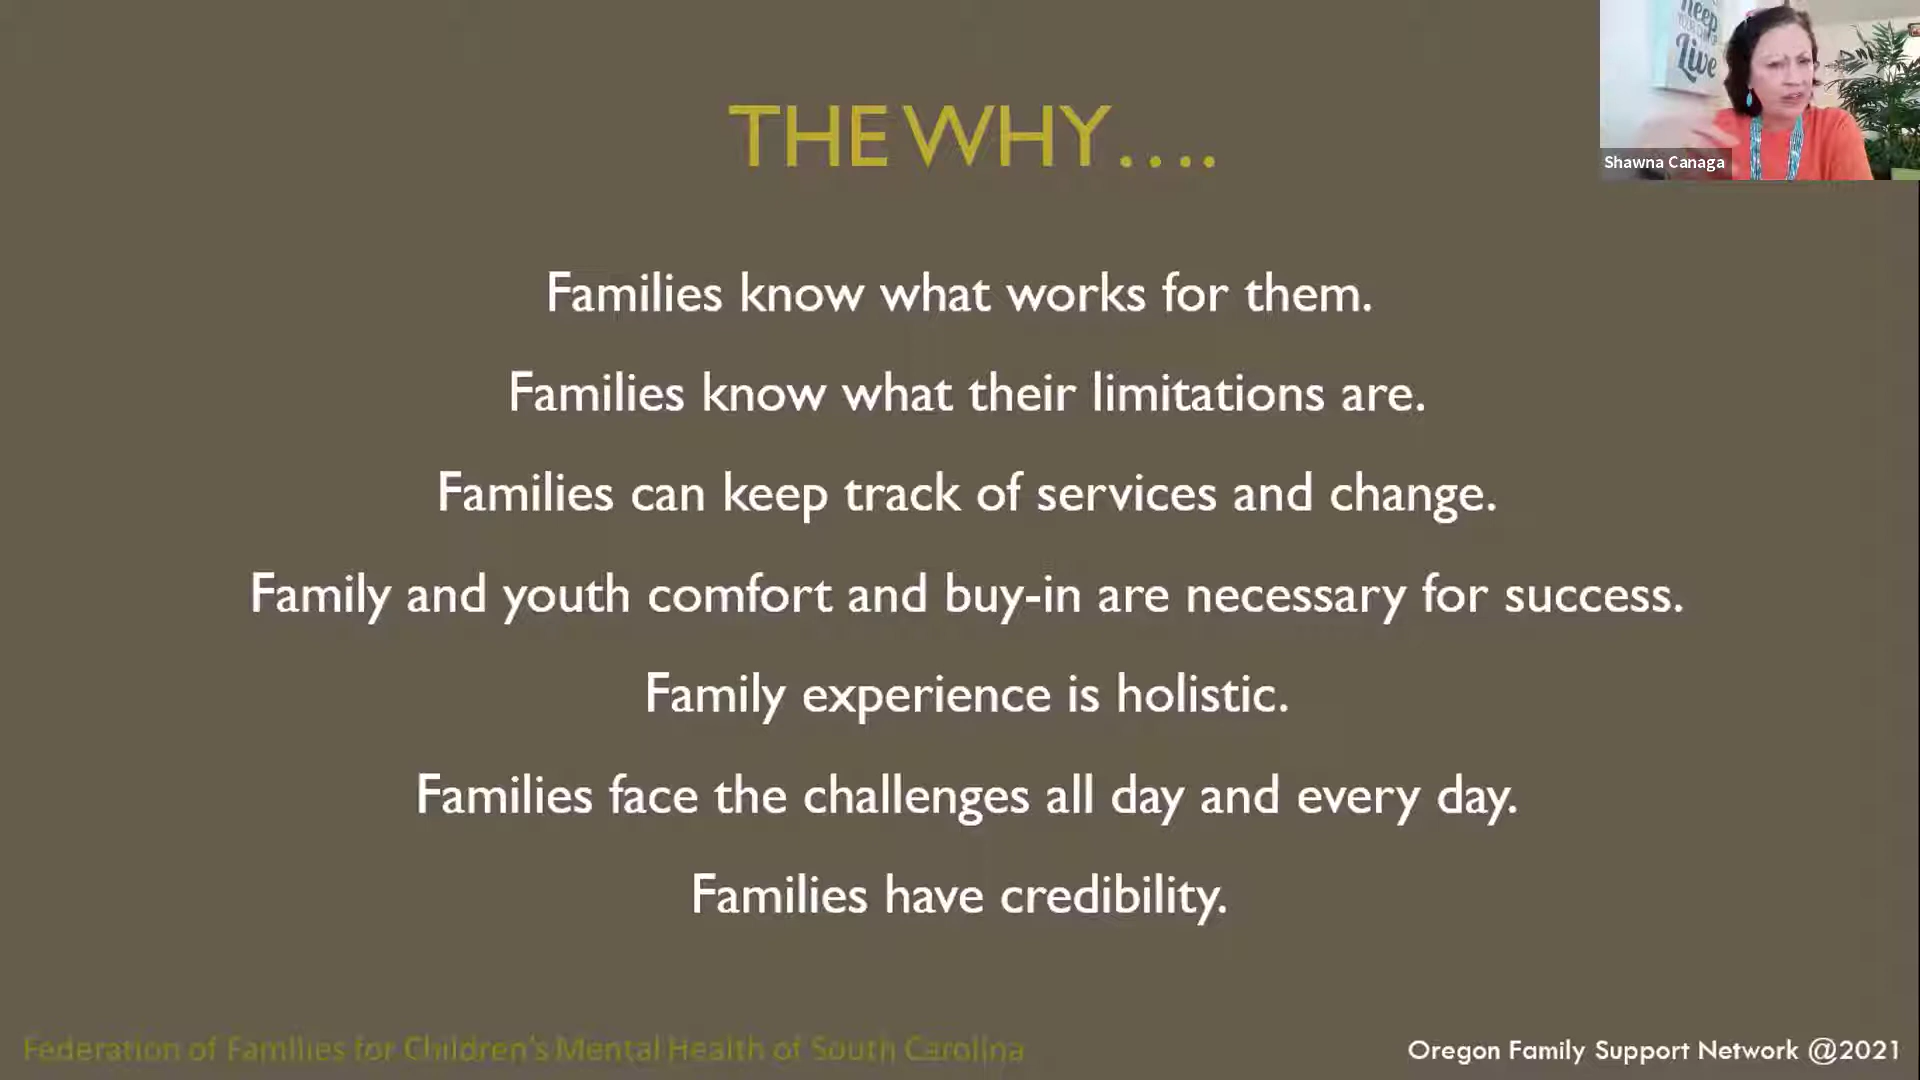 THE WHY....
Families know what works for them.
Families know what their limitations are.
Families can keep track of services and change.
Family and youth comfort and buy-in are necessary for success.
Family experience is holistic.
Families face the challenges all day and every day.
Families have credibility.
Federation of Families for Children's Mental Health of South Carolina
Oregon Family Support Network @2021
Live
Shawna Canaga